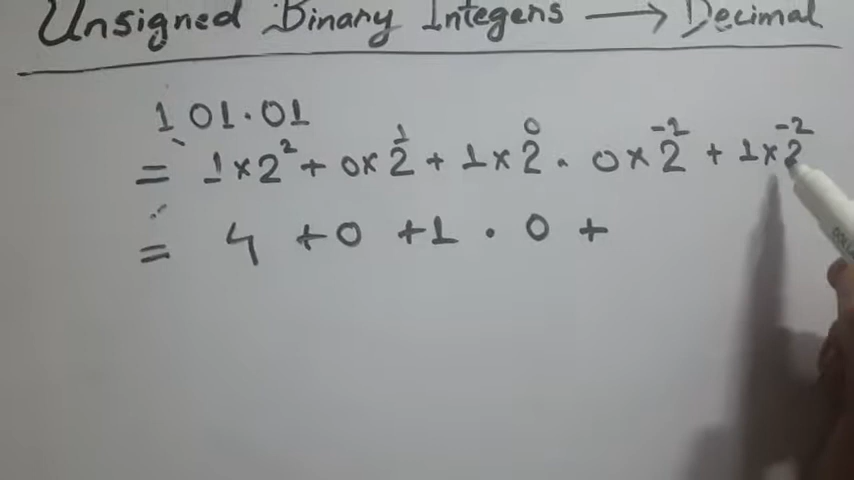 Unsigned Binary Integens → Decimal
101.01
= 1×2² + 0×2¹ + 1×2⁰ . 0×2⁻² + 1×2⁻²
= 4 +0 +1 . 0 +